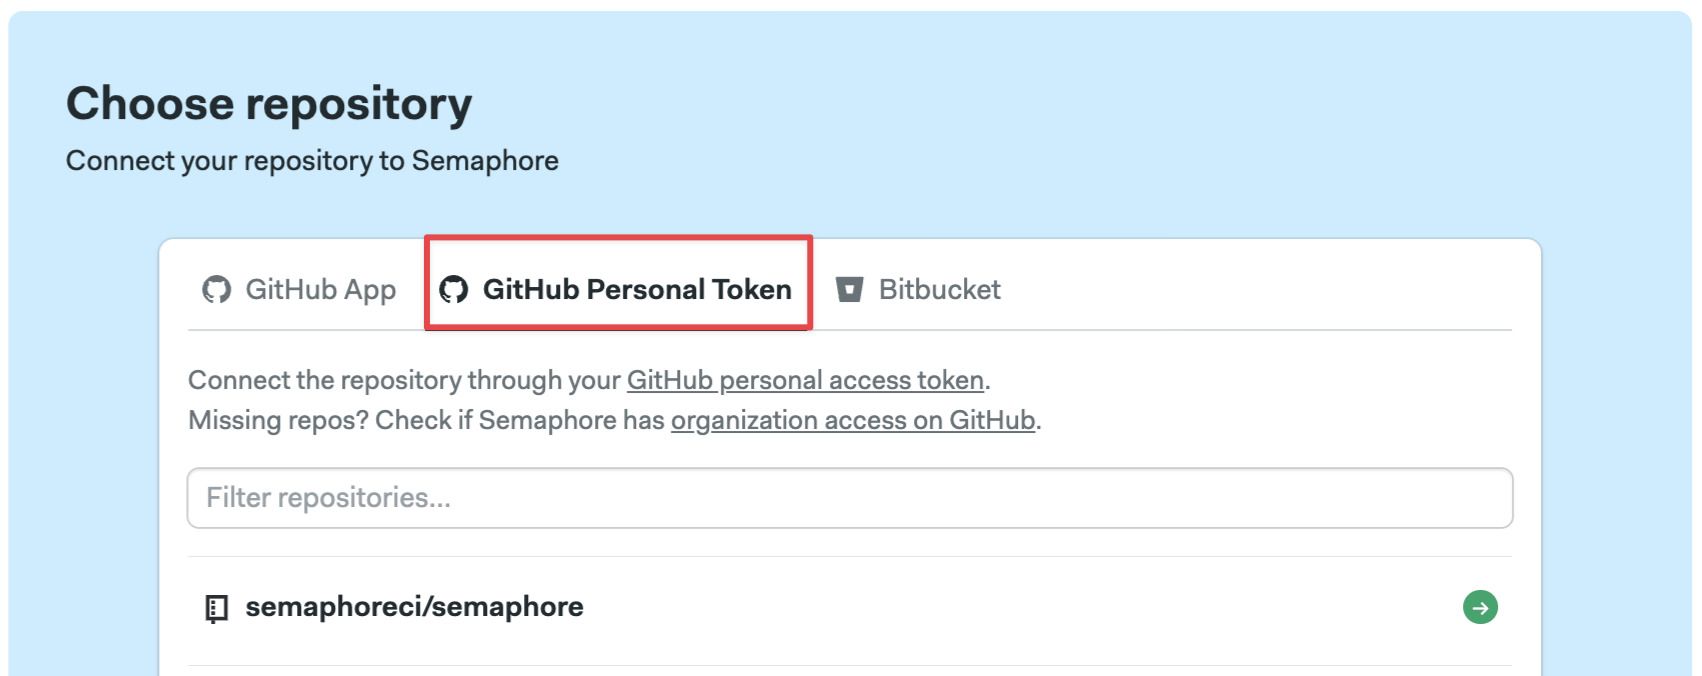 Choose repository
Connect your repository to Semaphore
GitHub App GitHub Personal Token Bitbucket
Connect the repository through your GitHub personal access token.
Missing repos? Check if Semaphore has organization access on GitHub.
Filter repositories...
semaphoreci/semaphore